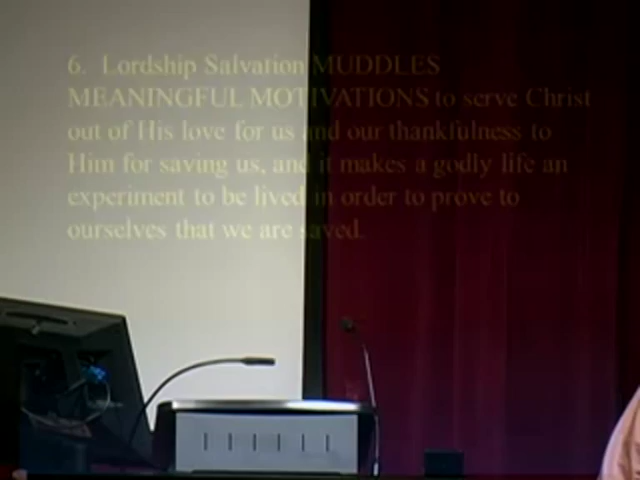 6. Lordship Salvation MUDDLES
MEANINGFUL MOTIVATIONS to serve Christ
out of His love for us and our thankfulness to
Him for saving us, and it makes a godly life an
experiment to be lived in order to prove to
ourselves that we are saved.